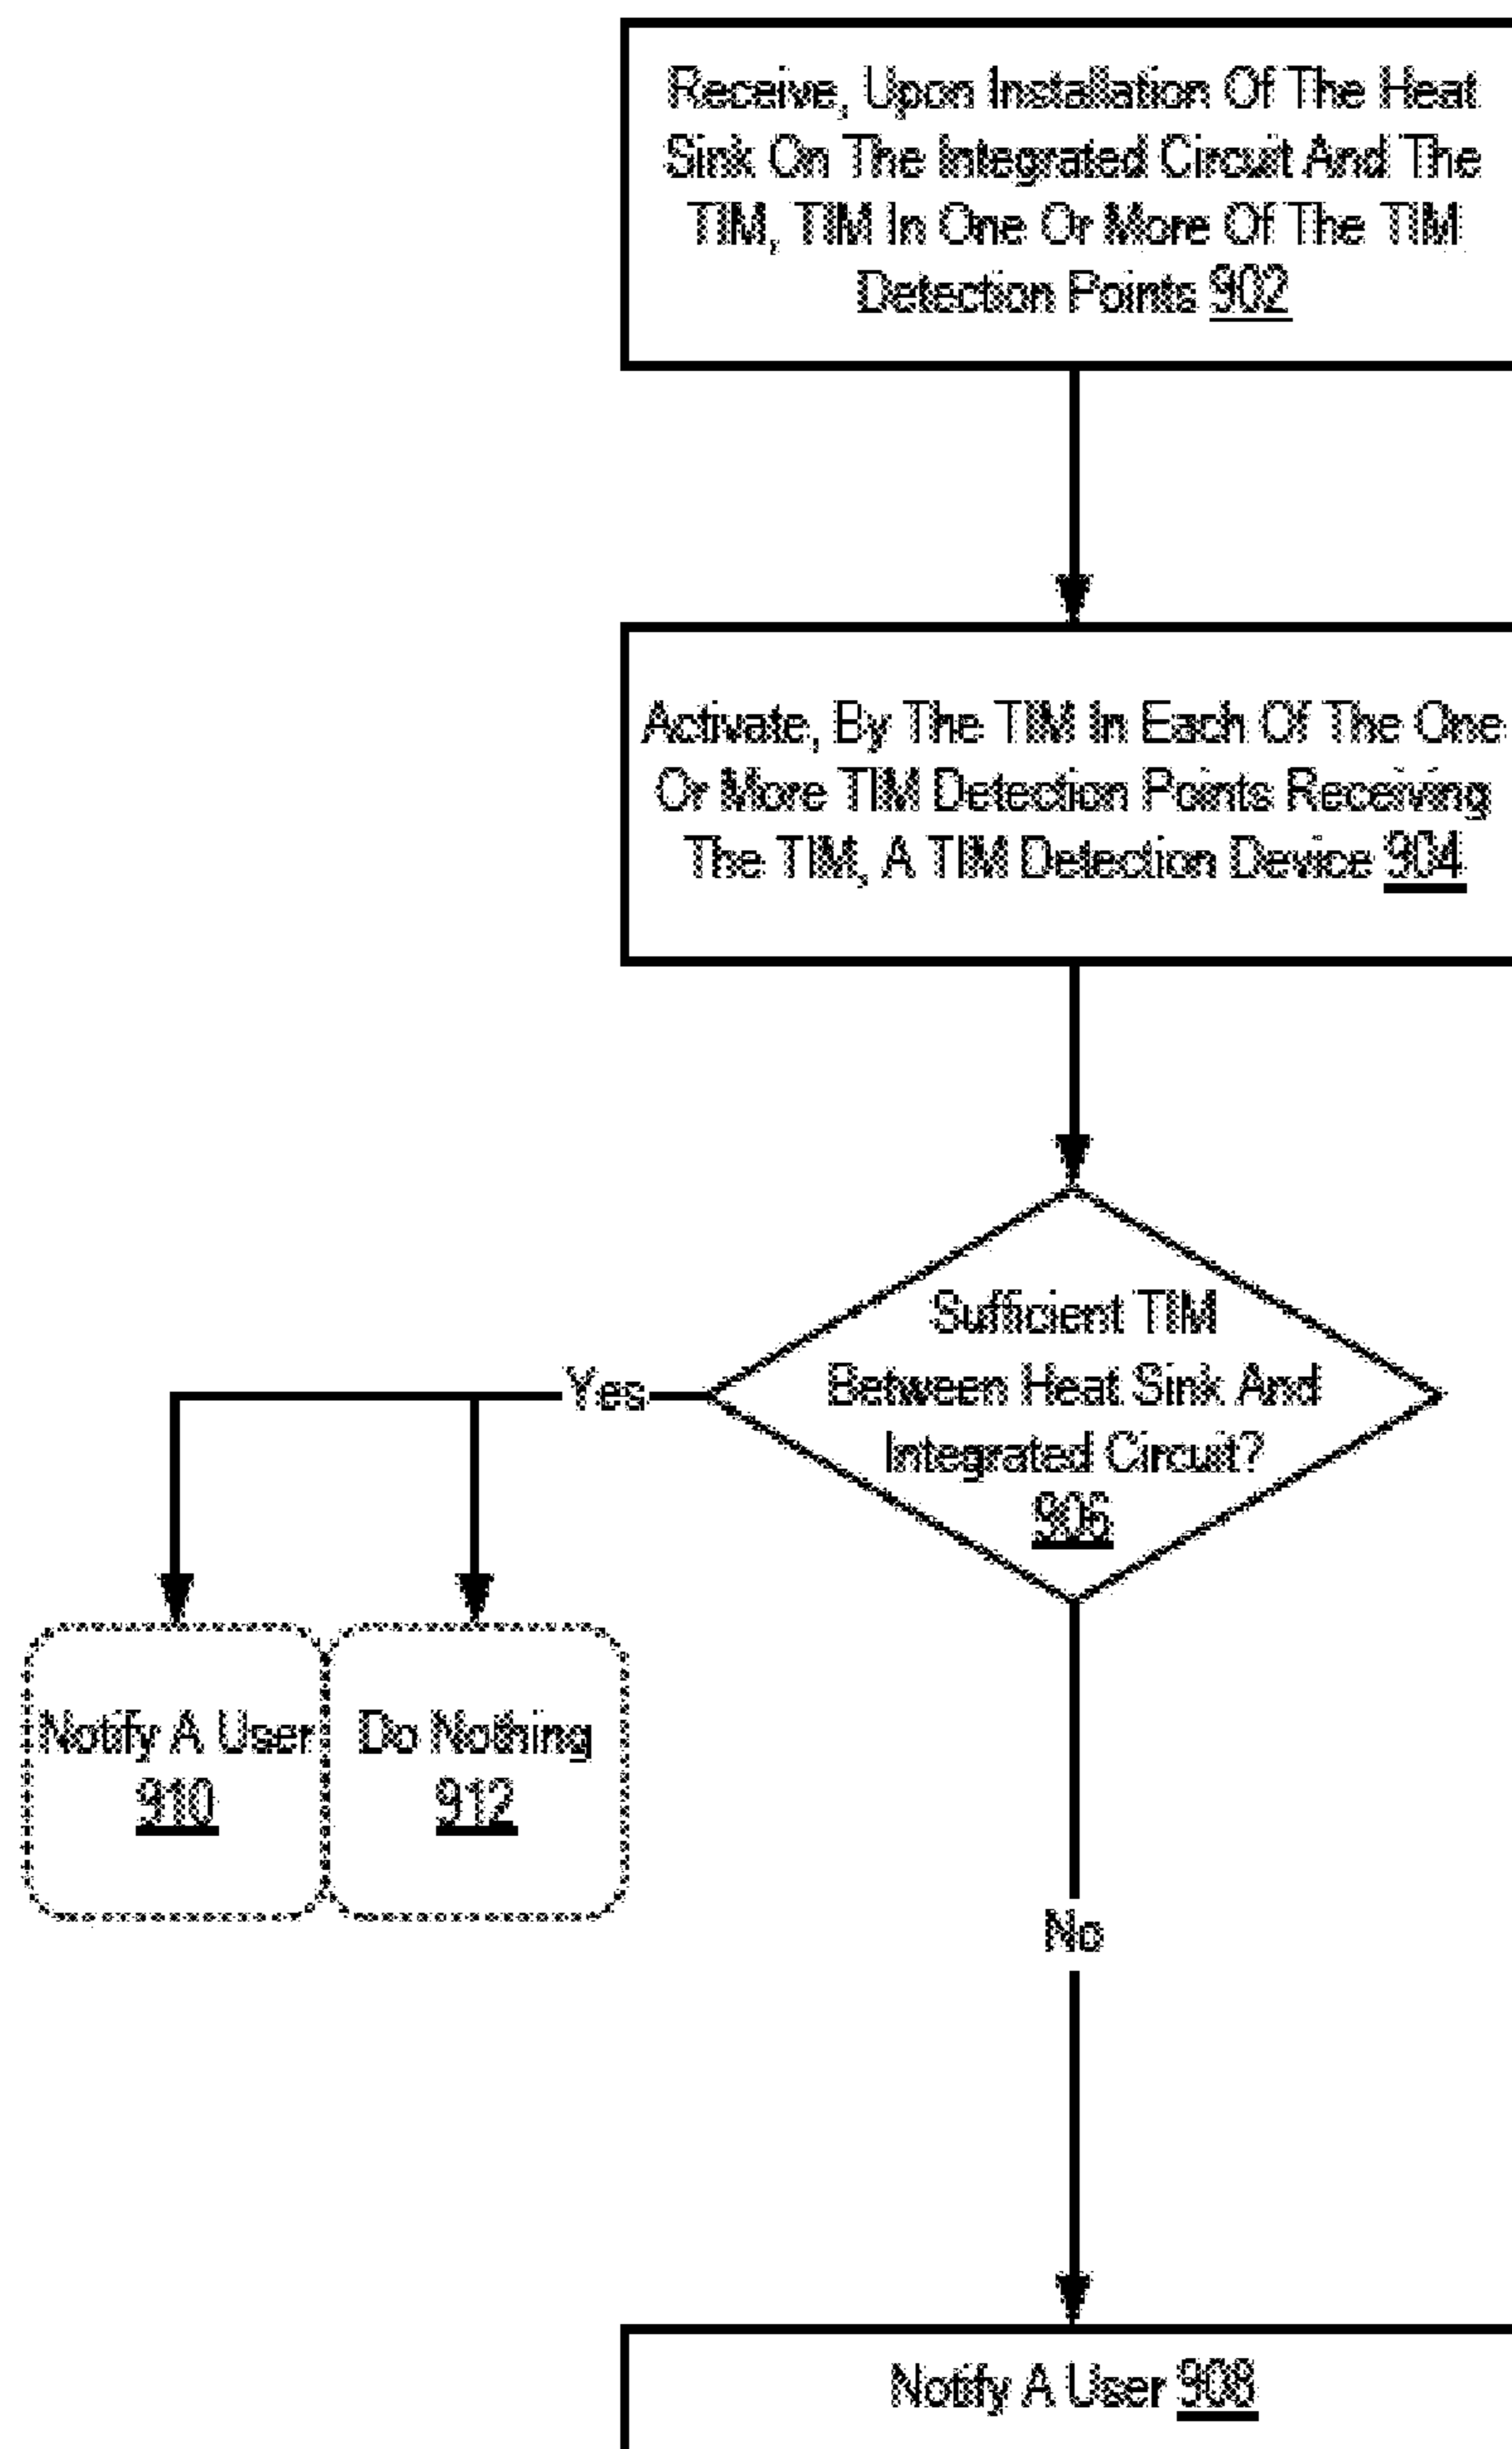 Receive, Upon Installation Of The Heat
Sink On The Integrated Circuit And The
TIM, TIM In One Or More Of The TIM
Detection Points 902
Activate, By The TIM In Each Of The One
Or More TIM Detection Points Receiving
The TIM, A TIM Detection Device 904
Sufficient TIM
Between Heat Sink And
Integrated Circuit?
906
Yes
Notify A User
910
Do Nothing
912
No
Notify A User 908